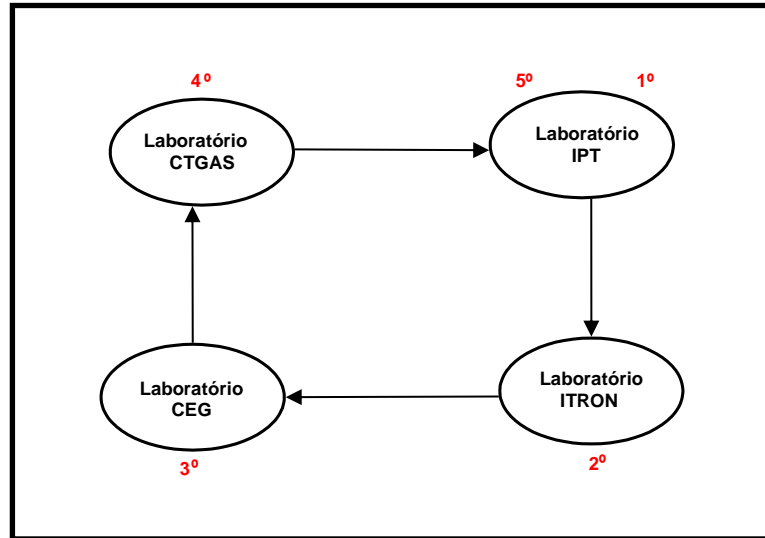 4º
5º
1º
Laboratório
CTGAS
Laboratório
IPT
Laboratório
CEG
Laboratório
ITRON
3º
2º